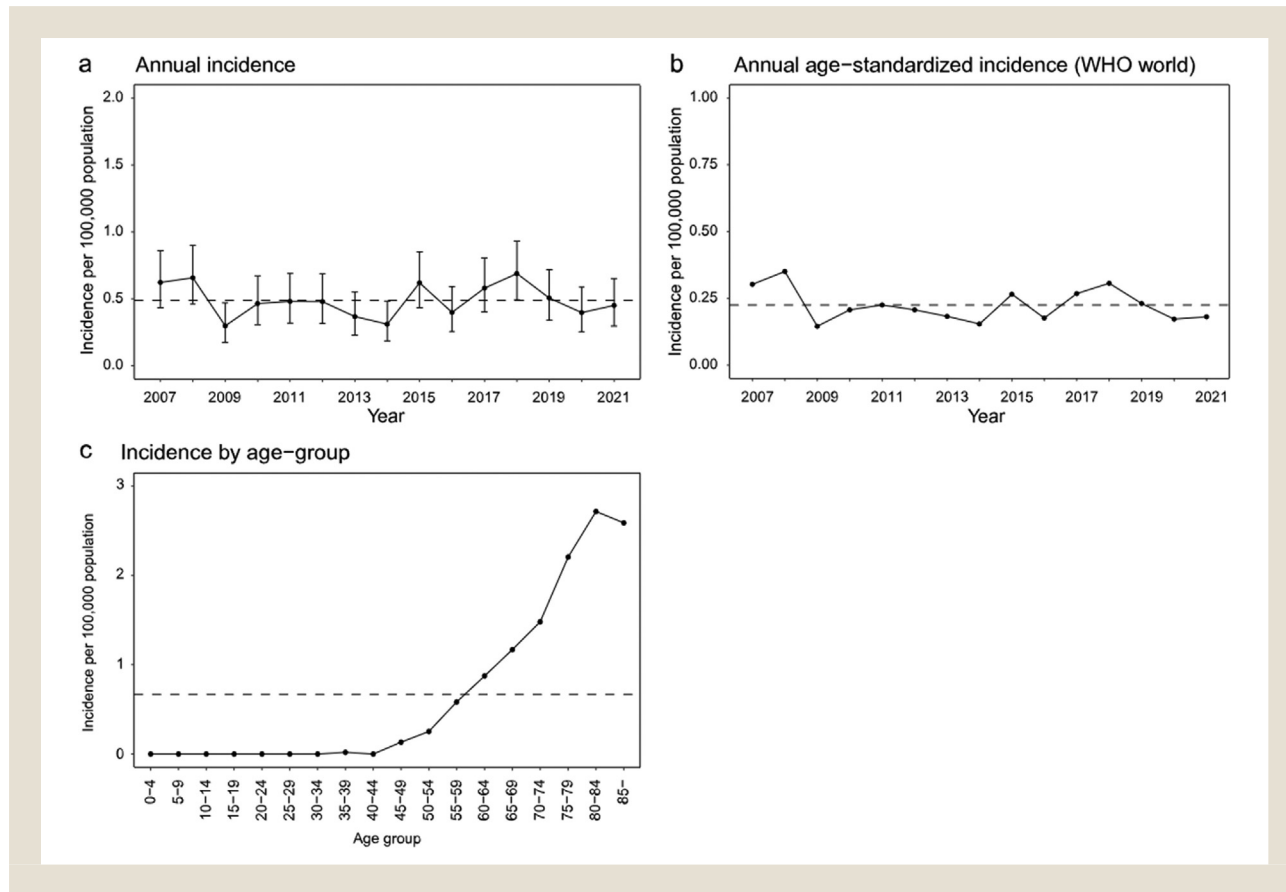 a Annual incidence
Incidence per 100,000 population
2.0
1.5
1.0
0.5
0.0
2007 2009 2011 2013 2015 2017 2019 2021
Year
b Annual age-standardized incidence (WHO world)
Incidence per 100,000 population
1.00
0.75
0.50
0.25
0.00
2007 2009 2011 2013 2015 2017 2019 2021
Year
c Incidence by age-group
Incidence per 100,000 population
3
2
1
0
0-4 5-9 10-14 15-19 20-24 25-29 30-34 35-39 40-44 45-49 50-54 55-59 60-64 65-69 70-74 75-79 80-84 85-
Age group